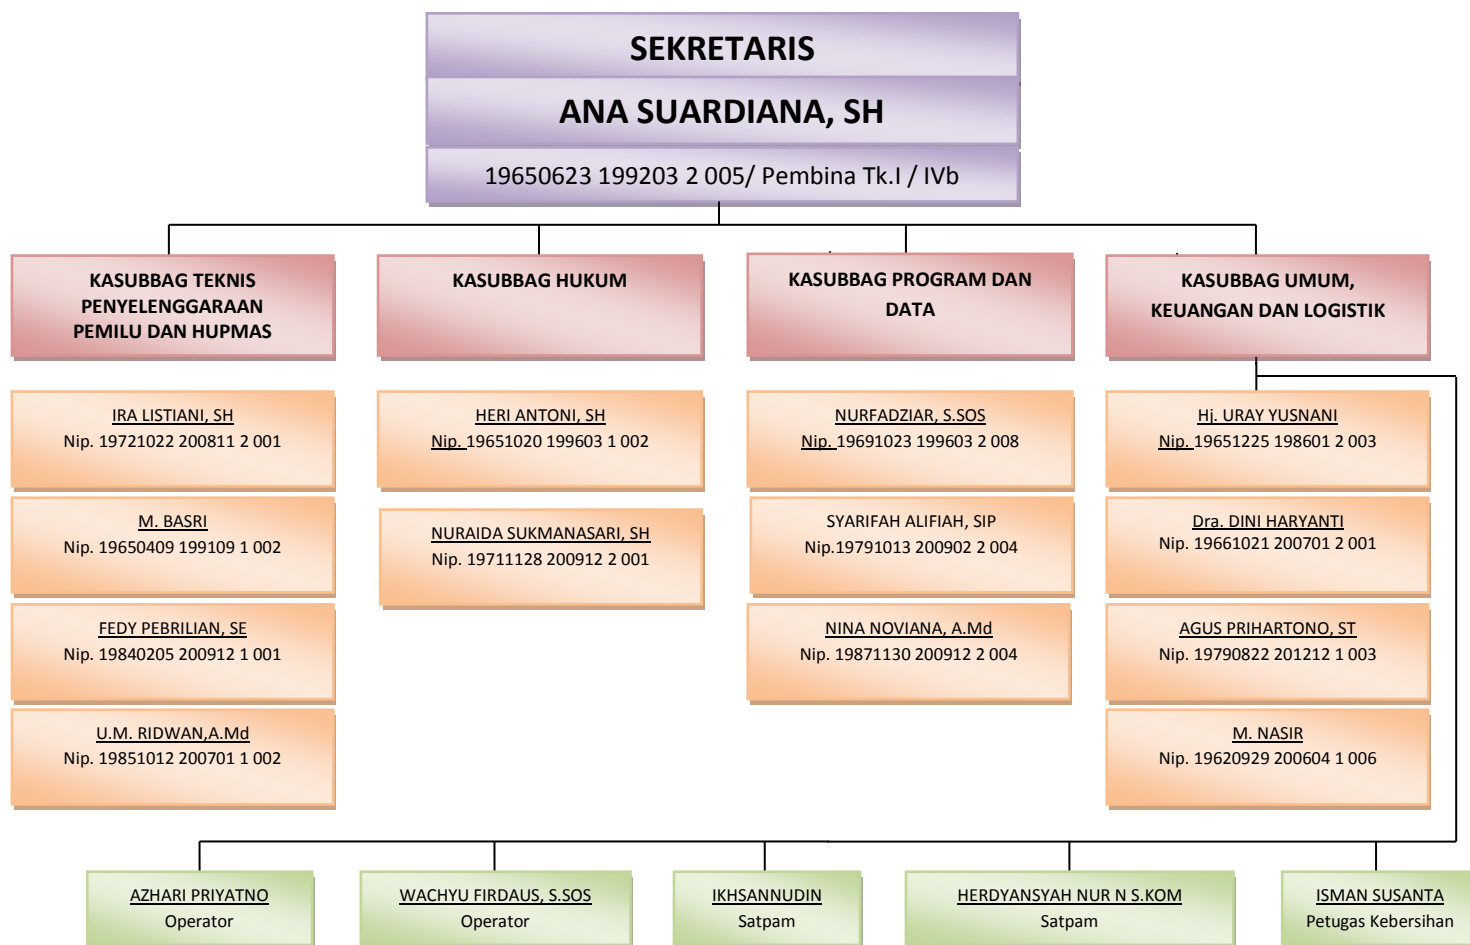 SEKRETARIS
ANA SUARDIANA, SH
19650623 199203 2 005/ Pembina Tk.I / IVb
KASUBBAG TEKNIS
PENYELENGGARAAN
PEMILU DAN HUPMAS
KASUBBAG HUKUM
KASUBBAG PROGRAM DAN
DATA
KASUBBAG UMUM,
KEUANGAN DAN LOGISTIK
IRA LISTIANI, SH
Nip. 19721022 200811 2 001
HERI ANTONI, SH
Nip. 19651020 199603 1 002
NURFADZIAR, S.SOS
Nip. 19691023 199603 2 008
Hj. URAY YUSNANI
Nip. 19651225 198601 2 003
M. BASRI
Nip. 19650409 199109 1 002
NURAIDA SUKMANASARI, SH
Nip. 19711128 200912 2 001
SYARIFAH ALIFIAH, SIP
Nip.19791013 200902 2 004
Dra. DINI HARYANTI
Nip. 19661021 200701 2 001
FEDY PEBRILIAN, SE
Nip. 19840205 200912 1 001
NINA NOVIANA, A.Md
Nip. 19871130 200912 2 004
AGUS PRIHARTONO, ST
Nip. 19790822 201212 1 003
U.M. RIDWAN,A.Md
Nip. 19851012 200701 1 002
M. NASIR
Nip. 19620929 200604 1 006
AZHARI PRIYATNO
Operator
WACHYU FIRDAUS, S.SOS
Operator
IKHSANNUDIN
Satpam
HERDYANSYAH NUR N S.KOM
Satpam
ISMAN SUSANTA
Petugas Kebersihan